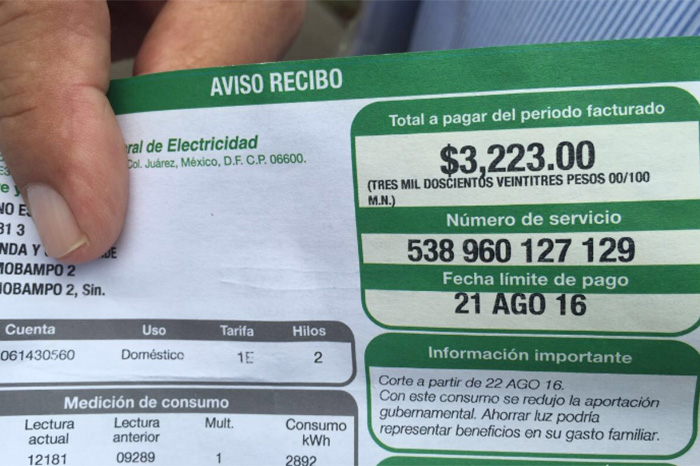 AVISO RECIBO
ral de Electricidad
Col. Juárez, México, D.F. C.P. 06600.
81 3
NDA Y
MOBAMPO 2
IOBAMPO 2, Sin.
Total a pagar del periodo facturado
$3,223.00
(TRES MIL DOSCIENTOS VEINTITRES PESOS 00/100
M.N.)
Número de servicio
538 960 127 129
Fecha límite de pago
21 AGO 16
Cuenta Uso Tarifa Hilos
061430560 Doméstico 1E 2
Información importante
Corte a partir de 22 AGO 16.
Con este consumo se redujo la aportación
gubernamental. Ahorrar luz podría
representar beneficios en su gasto familiar.
Medición de consumo
Lectura actual Lectura anterior Mult. Consumo kWh
12181 09289 1 2892